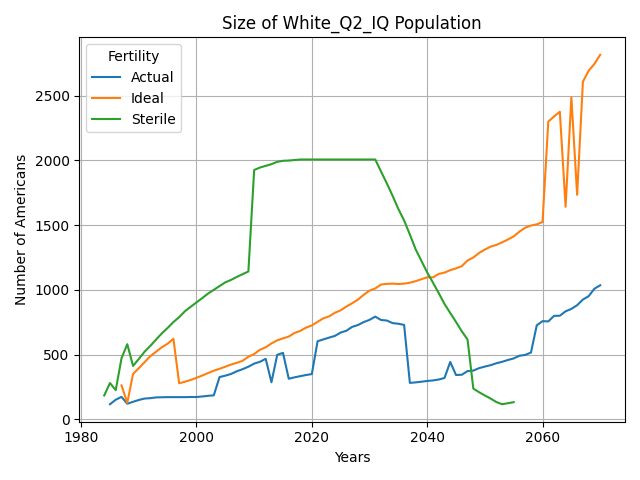 Size of White_Q2_IQ Population
Fertility
Actual
Ideal
Sterile
Number of Americans
2500
2000
1500
1000
500
0
1980 2000 2020 2040 2060
Years